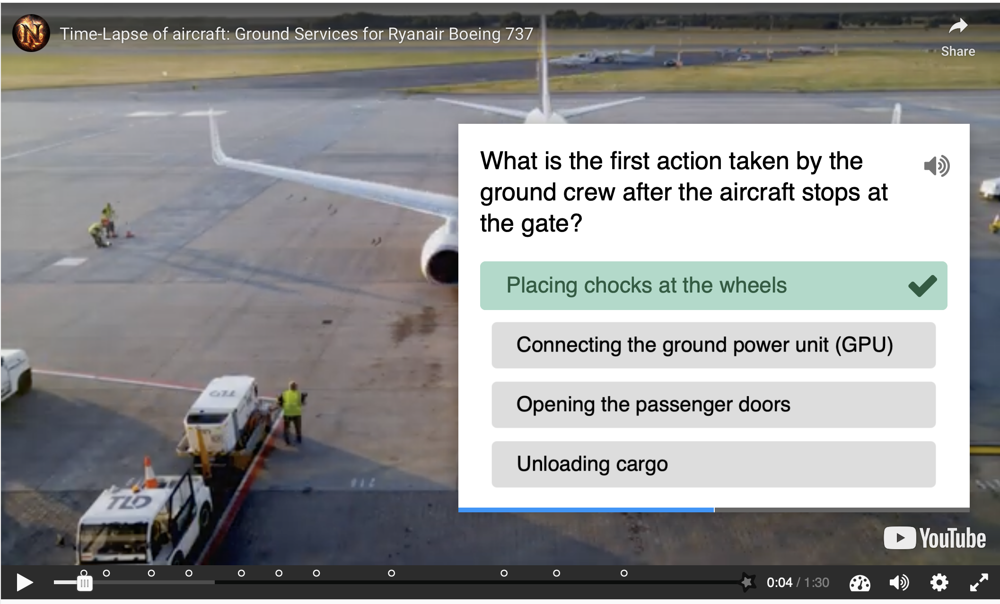 Time-Lapse of aircraft: Ground Services for Ryanair Boeing 737
Share
What is the first action taken by the
ground crew after the aircraft stops at
the gate?
Placing chocks at the wheels
Connecting the ground power unit (GPU)
Opening the passenger doors
Unloading cargo
TLD
YouTube
0:04 / 1:30